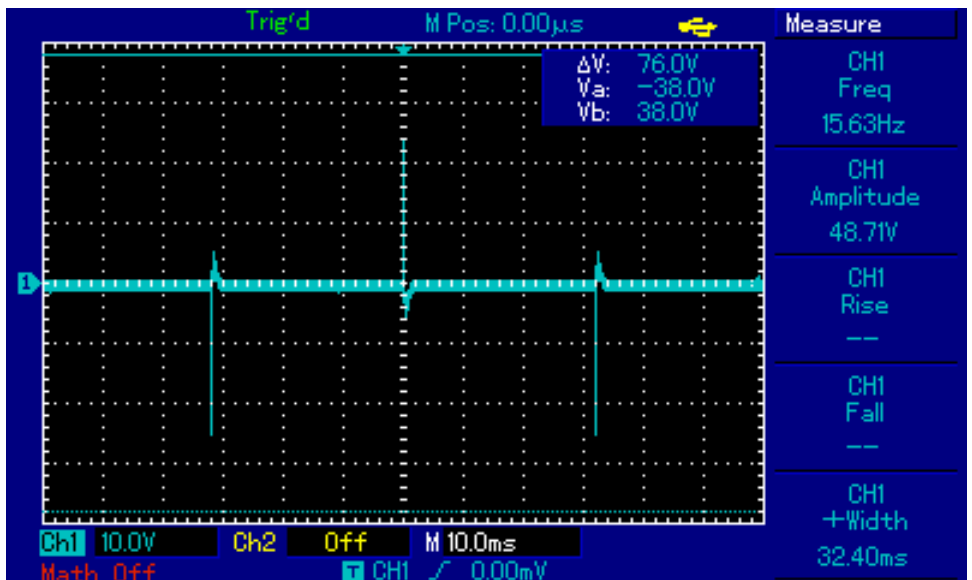 Trig'd M Pos: 0.00μs Measure
ΔV: 76.0V
Va: -38.0V
Vb: 38.0V
CH1
Freq
15.63Hz
CH1
Amplitude
48.71V
1
CH1
Rise
--
CH1
Fall
--
CH1
+Width
32.40ms
Ch1 10.0V Ch2 Off M 10.0ms
Math Off T CH1 / 0.00mV